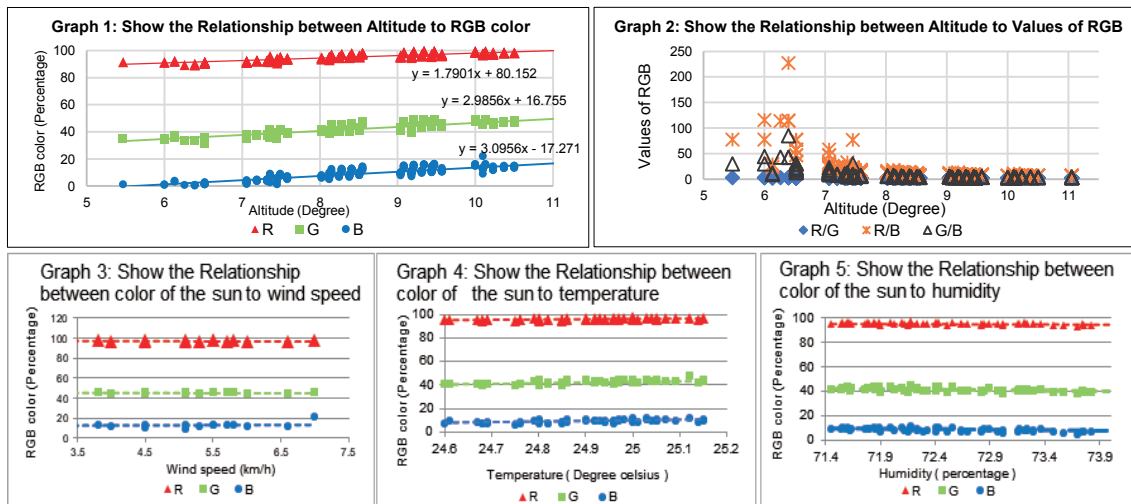 Graph 1: Show the Relationship between Altitude to RGB color
RGB color (Percentage)
100
80
60
40
20
0
y = 1.7901x + 80.152
y = 2.9856x + 16.755
y = 3.0956x - 17.271
5 6 7 8 9 10 11
Altitude (Degree)
R G B
Graph 2: Show the Relationship between Altitude to Values of RGB
Values of RGB
250
200
150
100
50
0
5 6 7 8 9 10 11
Altitude (Degree)
R/G R/B G/B
Graph 3: Show the Relationship
between color of the sun to wind speed
RGB color (Percentage)
120
100
80
60
40
20
0
3.5 4.5 5.5 6.5 7.5
Wind speed (km/h)
R G B
Graph 4: Show the Relationship between
color of the sun to temperature
RGB color (Percentage)
100
80
60
40
20
0
24.6 24.7 24.8 24.9 25 25.1 25.2
Temperature ( Degree celsius)
R G B
Graph 5: Show the Relationship between
color of the sun to humidity
RGB color (Percentage)
100
80
60
40
20
0
71.4 71.9 72.4 72.9 73.4 73.9
Humidity ( percentage)
R G B